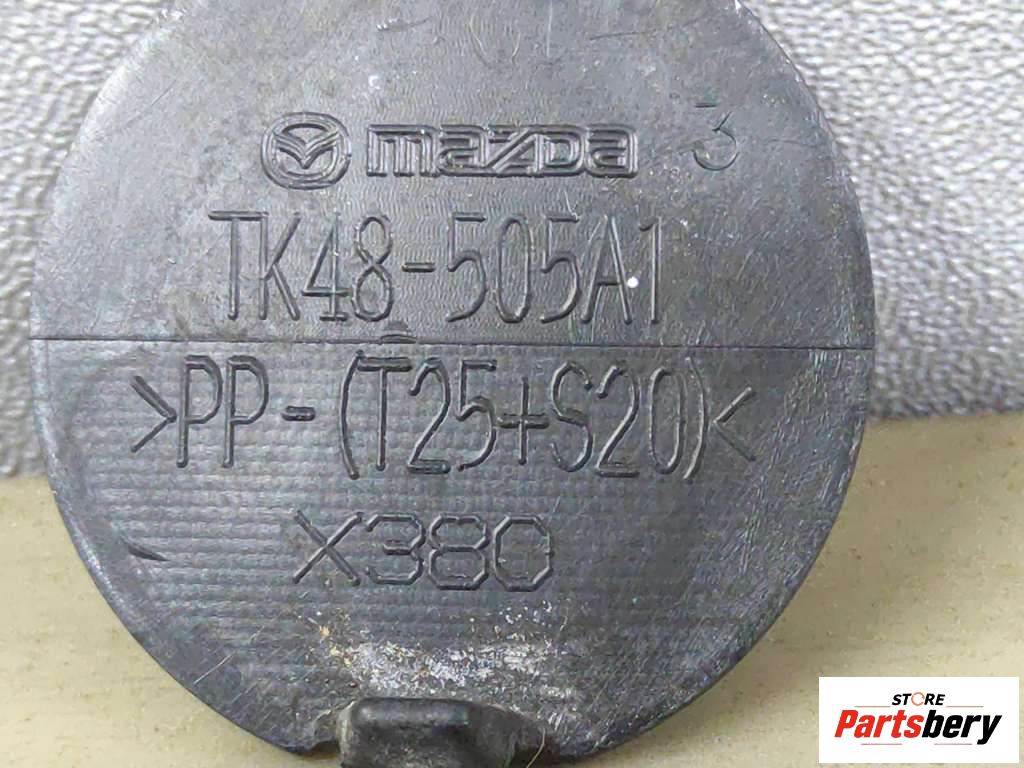 mazda 3
TK48-505A1
>PP-(T25+S20)<
X380
STORE
Partsbery